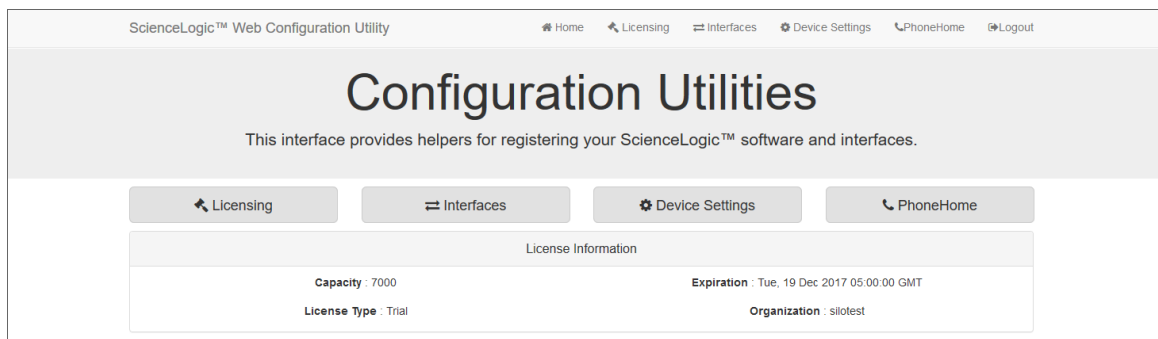 ScienceLogic™ Web Configuration Utility Home Licensing Interfaces Device Settings PhoneHome Logout
Configuration Utilities
This interface provides helpers for registering your ScienceLogic™ software and interfaces.
Licensing Interfaces Device Settings PhoneHome
License Information
Capacity : 7000 Expiration : Tue, 19 Dec 2017 05:00:00 GMT
License Type : Trial Organization : silotest